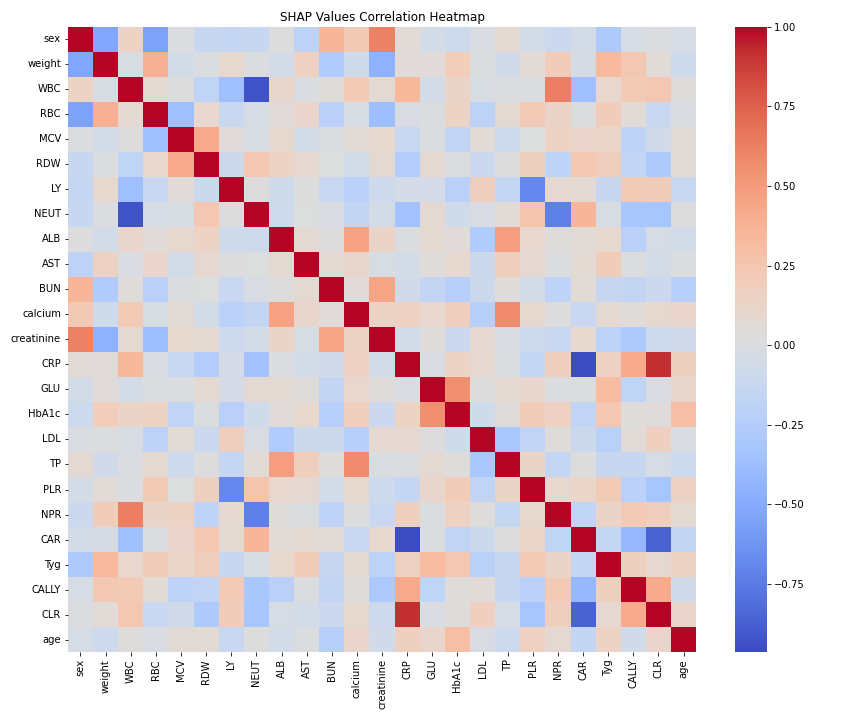 SHAP Values Correlation Heatmap
sex
weight
WBC
RBC
MCV
RDW
LY
NEUT
ALB
AST
BUN
calcium
creatinine
CRP
GLU
HbA1c
LDL
TP
PLR
NPR
CAR
Tyg
CALLY
CLR
age
sex
weight
WBC
RBC
MCV
RDW
LY
NEUT
ALB
AST
BUN
calcium
creatinine
CRP
GLU
HbA1c
LDL
TP
PLR
NPR
CAR
Tyg
CALLY
CLR
age
1.00
0.75
0.50
0.25
0.00
−0.25
−0.50
−0.75